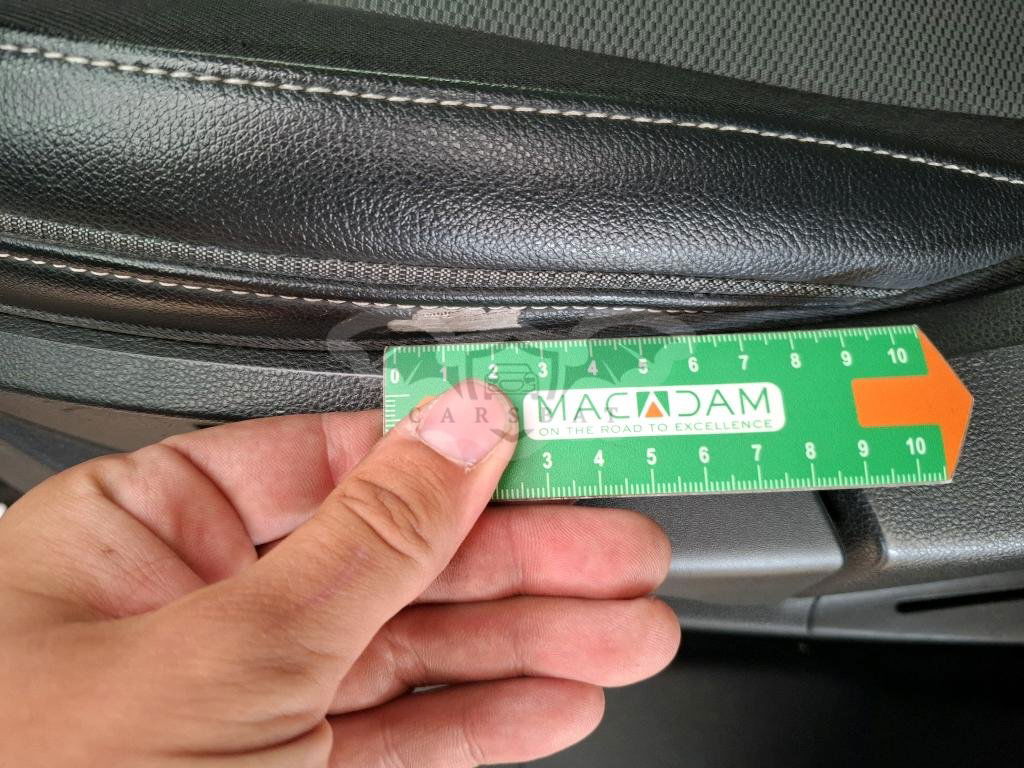 0 1 2 3 4 5 6 7 8 9 10
MACADAM
ON THE ROAD TO EXCELLENCE
3 4 5 6 7 8 9 10